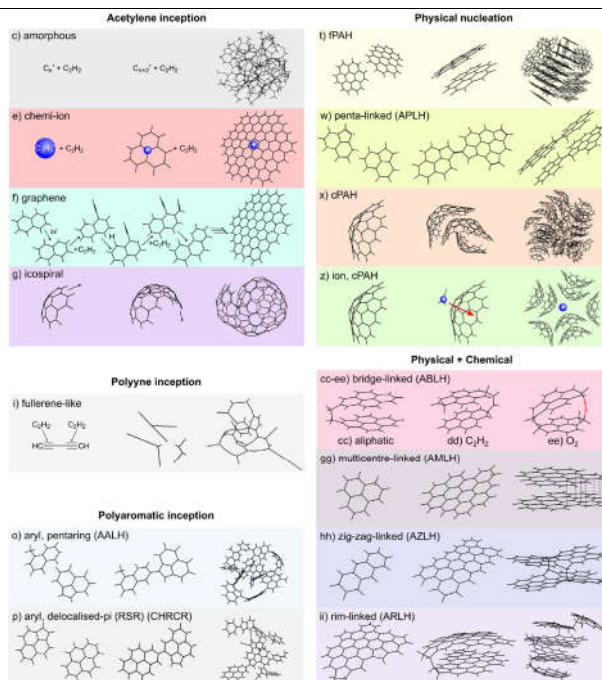 Acetylene inception
c) amorphous
+ C₂H₂
+ C₂H₂
e) chemi-ion
+ C₂H₂
+ C₂H₂
f) graphene
H·
+C₂H₂
H·
+C₂H₂
g) icospiral
Polyyne inception
i) fullerene-like
C₂H₂ C₂H₂
HC CH
Polyaromatic inception
o) aryl, pentaring (AALH)
p) aryl, delocalised-pi (RSR) (CHRCR)
Physical nucleation
t) fPAH
w) penta-linked (APLH)
x) cPAH
z) ion, cPAH
Physical + Chemical
cc-ee) bridge-linked (ABLH)
cc) aliphatic dd) C₂H₂ ee) O₂
gg) multicentre-linked (AMLH)
hh) zig-zag-linked (AZLH)
ii) rim-linked (ARLH)